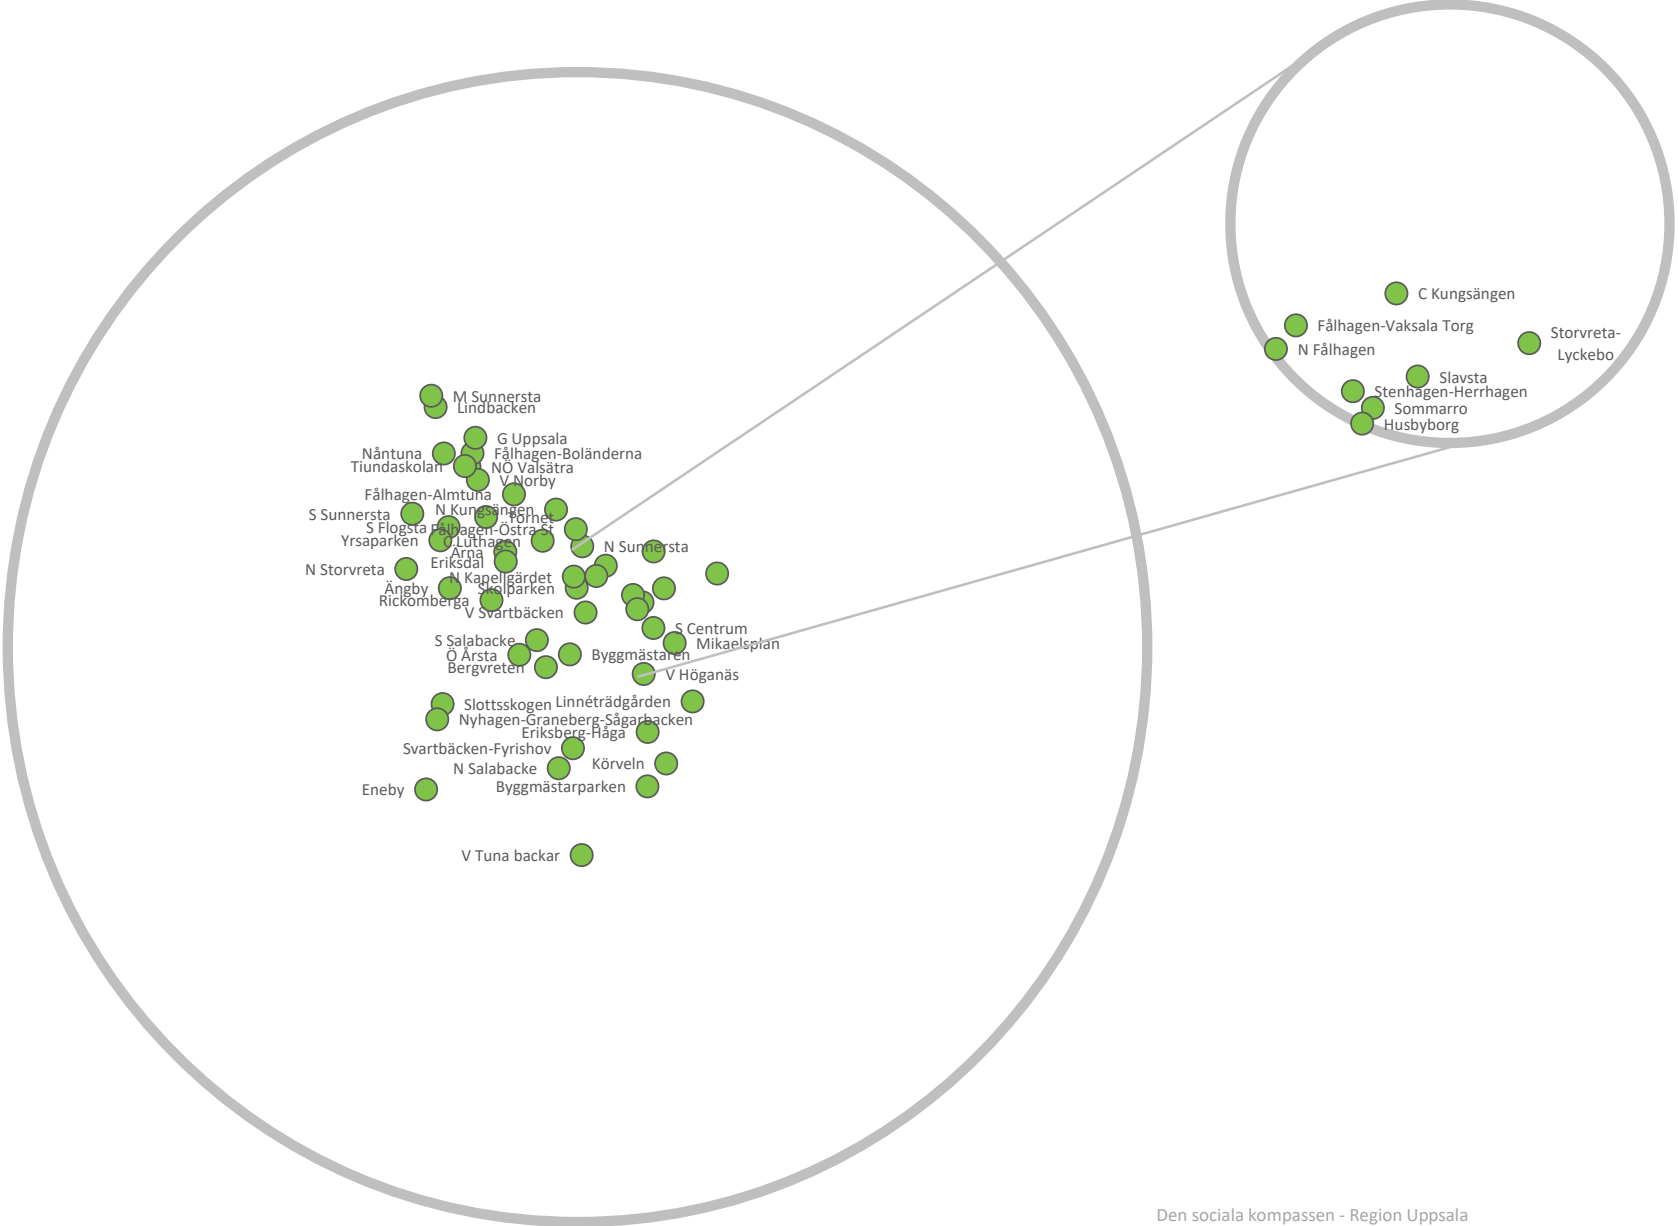 C Kungsängen
Fålhagen-Vaksala Torg
Storvreta-
Lyckebo
N Fålhagen
Slavsta
Stenhagen-Herrhagen
Sommarro
Husbyborg
M Sunnersta
Lindbacken
G Uppsala
Nåntuna
Fålhagen-Boländerna
Tiundaskolan
NÖ Valsätra
V Norby
Fålhagen-Almtuna
N Kungsängen
S Sunnersta
Tornet
S Flogsta
Fålhagen-Östra St
Yrsaparken
C Luthagen
N Sunnersta
Årna
Eriksdal
N Storvreta
N Kapellgärdet
Ängby
Skolparken
Rickomberga
V Svartbäcken
S Centrum
S Salabacke
Mikaelsplan
Ö Årsta
Byggmästaren
Bergvreten
V Höganäs
Slottsskogen
Linnéträdgården
Nyhagen-Graneberg-Sågarbacken
Eriksberg-Håga
Svartbäcken-Fyrishov
N Salabacke
Körveln
Eneby
Byggmästarparken
V Tuna backar
Den sociala kompassen - Region Uppsala